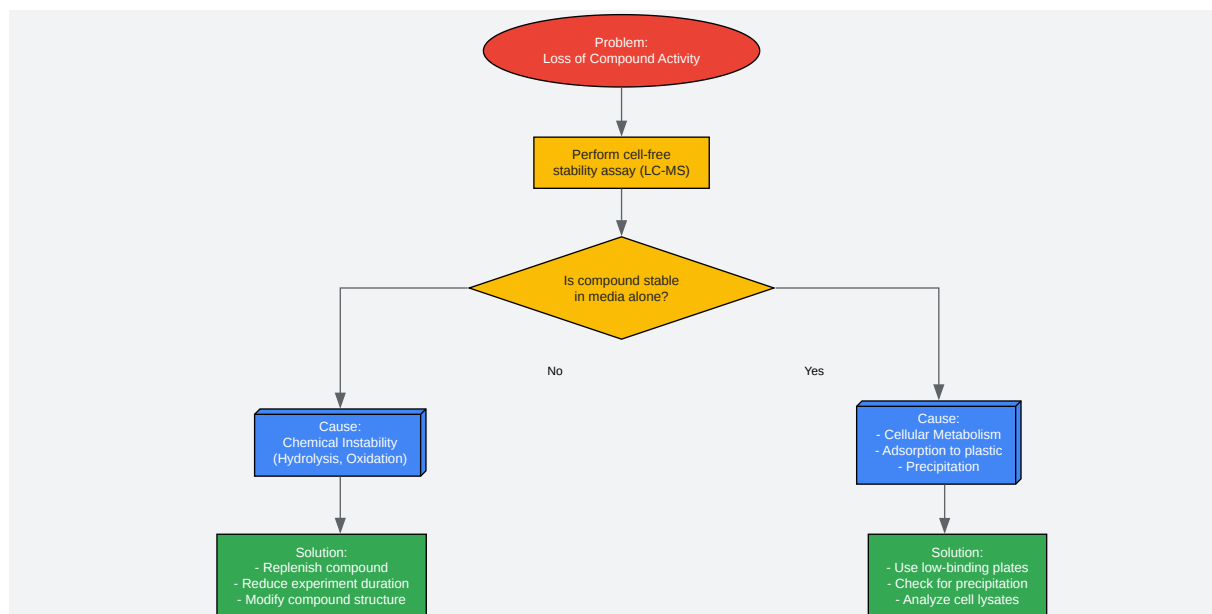 Problem:
Loss of Compound Activity
Perform cell-free
stability assay (LC-MS)
Is compound stable
in media alone?
No
Yes
Cause:
Chemical Instability
(Hydrolysis, Oxidation)
Cause:
- Cellular Metabolism
- Adsorption to plastic
- Precipitation
Solution:
- Replenish compound
- Reduce experiment duration
- Modify compound structure
Solution:
- Use low-binding plates
- Check for precipitation
- Analyze cell lysates